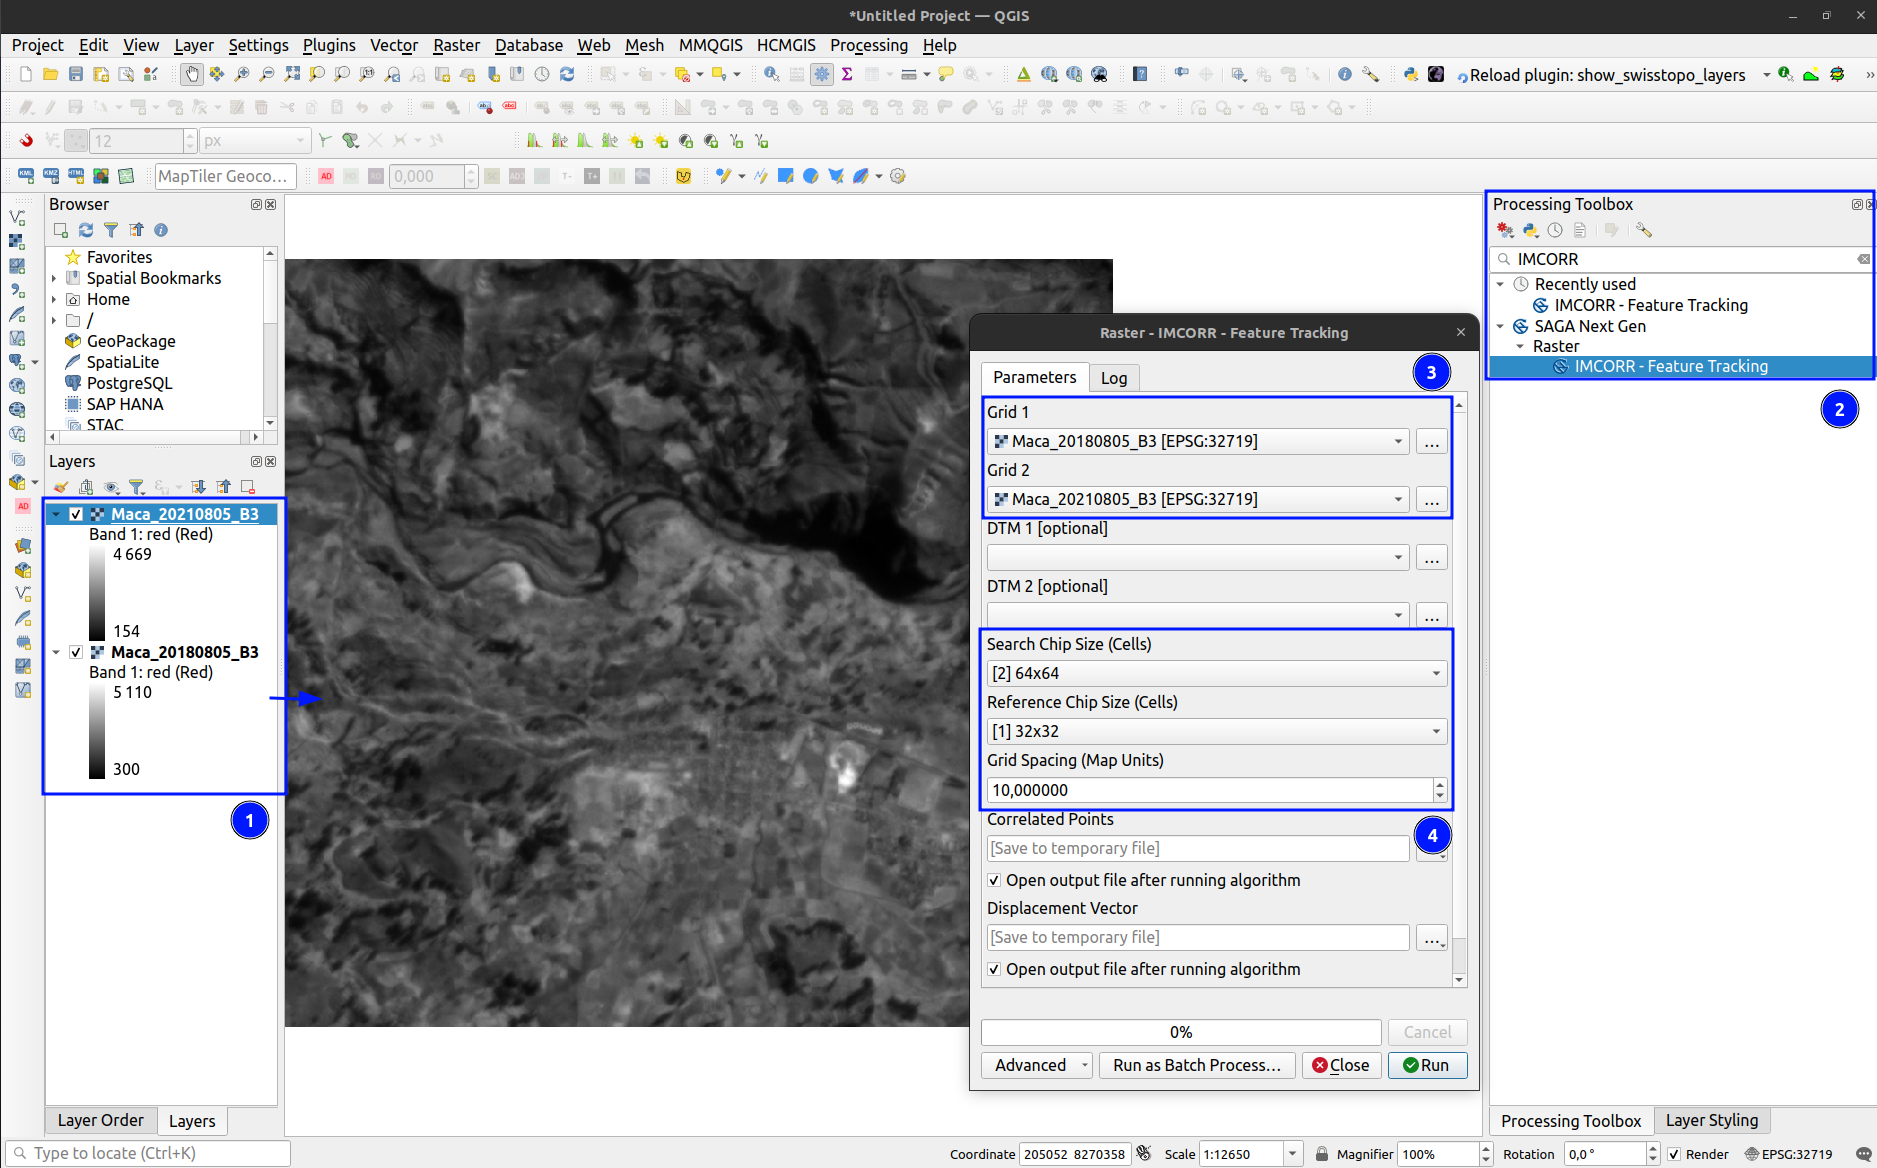 *Untitled Project — QGIS
Project Edit View Layer Settings Plugins Vector Raster Database Web Mesh MMQGIS HCMGIS Processing Help
Reload plugin: show_swisstopo_layers
12 px
KML KMZ HTML MapTiler Geoco... AD 0,000
Browser
Favorites
Spatial Bookmarks
Home
/
GeoPackage
SpatiaLite
PostgreSQL
SAP HANA
STAC
Layers
Maca_20210805_B3
Band 1: red (Red)
4 669
154
Maca_20180805_B3
Band 1: red (Red)
5 110
300
1
AD
Layer Order Layers
Raster - IMCORR - Feature Tracking
Parameters Log
3
Grid 1
Maca_20180805_B3 [EPSG:32719] ...
Grid 2
Maca_20210805_B3 [EPSG:32719] ...
DTM 1 [optional]
...
DTM 2 [optional]
...
Search Chip Size (Cells)
[2] 64x64
Reference Chip Size (Cells)
[1] 32x32
Grid Spacing (Map Units)
10,000000
Correlated Points
4
[Save to temporary file]
Open output file after running algorithm
Displacement Vector
[Save to temporary file] ...
Open output file after running algorithm
0% Cancel
Advanced Run as Batch Process... Close Run
Processing Toolbox
IMCORR
Recently used
IMCORR - Feature Tracking
SAGA Next Gen
Raster
IMCORR - Feature Tracking
2
Processing Toolbox Layer Styling
Type to locate (Ctrl+K) Coordinate 205052 8270358 Scale 1:12650 Magnifier 100% Rotation 0,0 ° Render EPSG:32719